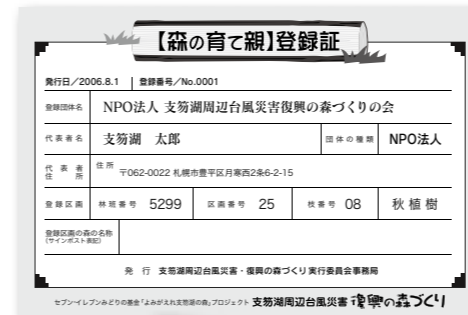 【森の育て親】登録証
発行日／2006.8.1 登録番号／No.0001
登録団体名 NPO法人 支笏湖周辺台風災害復興の森づくりの会
代表者名 支笏湖 太郎 団体の種類 NPO法人
代表者住所 住所 〒062-0022 札幌市豊平区月寒西2条6-2-15
登録区画 林班番号 5299 区画番号 25 枝番号 08 秋植樹
登録区画の森の名称
（サインポスト表記）
発行 支笏湖周辺台風災害・復興の森づくり実行委員会事務局
セブン-イレブンみどりの基金「よみがえれ支笏湖の森」プロジェクト 支笏湖周辺台風災害 復興の森づくり